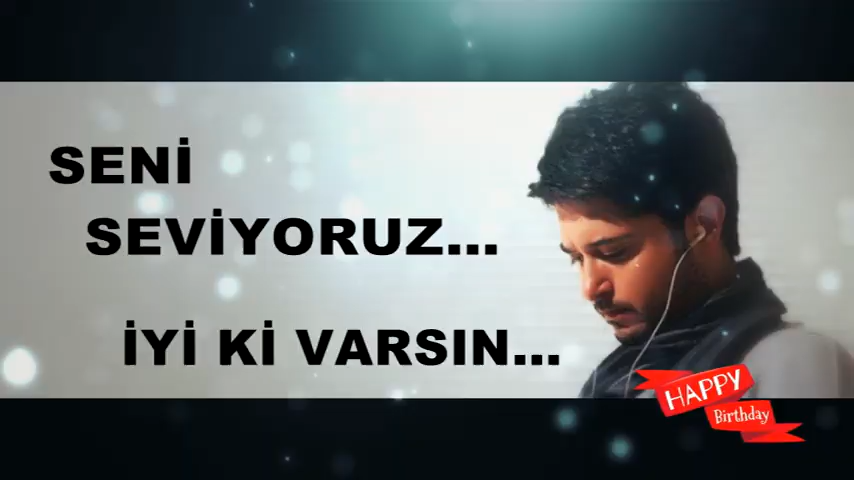 SENİ
SEVİYORUZ...
İYİ Kİ VARSIN...
HAPPY
Birthday